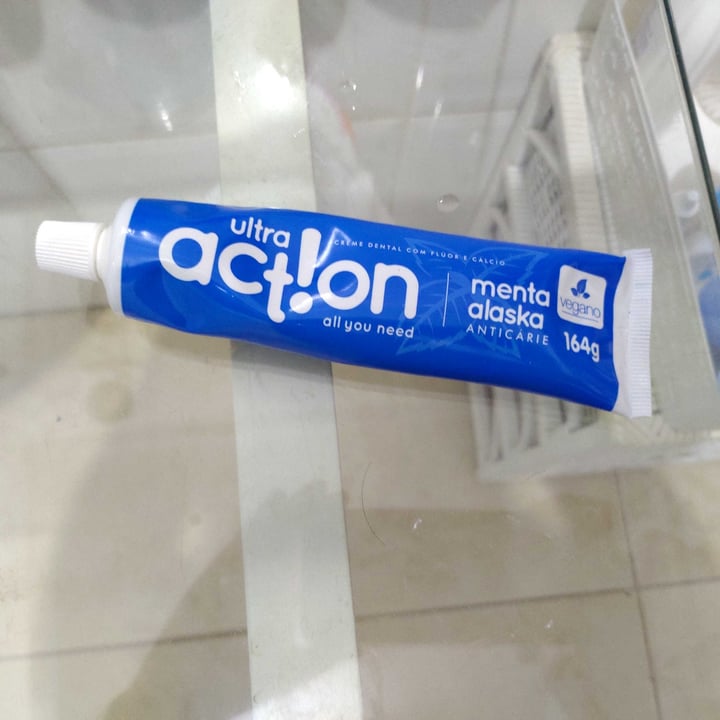 ultra
act!on
all you need
CREME DENTAL COM FLÚOR E CÁLCIO
menta
alaska
ANTICÁRIE
vegano
164g